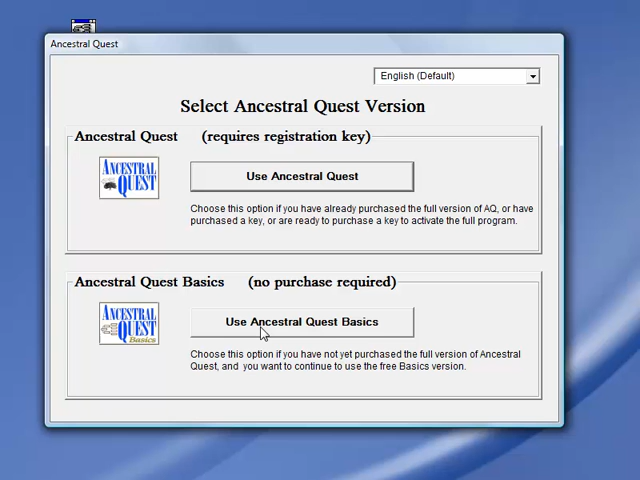 Ancestral Quest
English (Default)
Select Ancestral Quest Version
Ancestral Quest (requires registration key)
ANCESTRAL
QUEST
Use Ancestral Quest
Choose this option if you have already purchased the full version of AQ, or have
purchased a key, or are ready to purchase a key to activate the full program.
Ancestral Quest Basics (no purchase required)
ANCESTRAL
QUEST
Basics
Use Ancestral Quest Basics
Choose this option if you have not yet purchased the full version of Ancestral
Quest, and you want to continue to use the free Basics version.